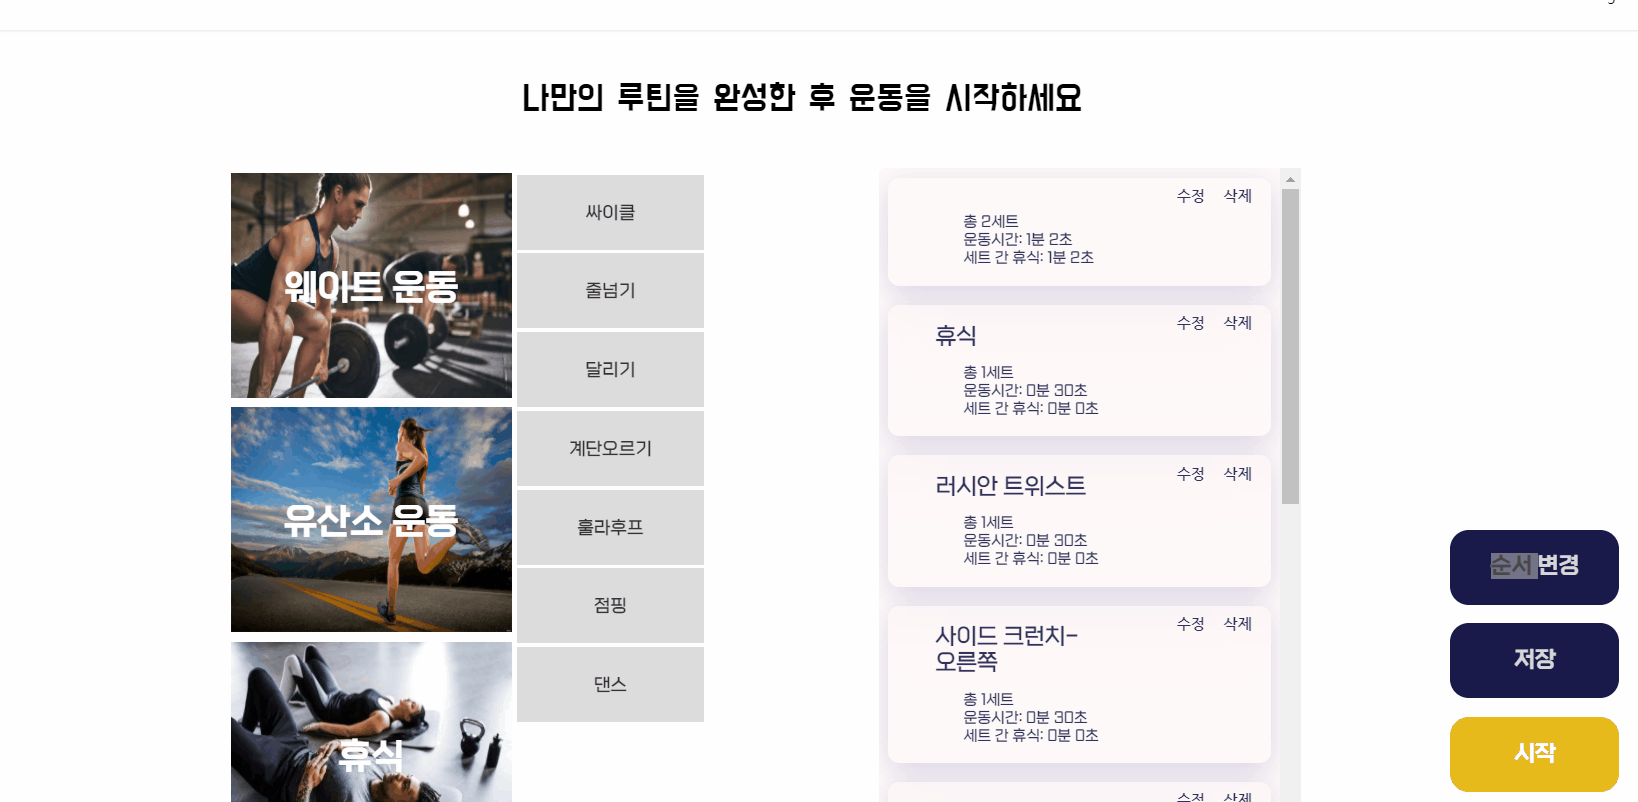 나만의 루틴을 완성한 후 운동을 시작하세요
웨이트 운동
유산소 운동
휴식
싸이클
줄넘기
달리기
계단오르기
훌라후프
점핑
댄스
수정 삭제
총 2세트
운동시간: 1분 2초
세트 간 휴식: 1분 2초
수정 삭제
휴식
총 1세트
운동시간: 0분 30초
세트 간 휴식: 0분 0초
수정 삭제
러시안 트위스트
총 1세트
운동시간: 0분 30초
세트 간 휴식: 0분 0초
수정 삭제
사이드 크런치-
오른쪽
총 1세트
운동시간: 0분 30초
세트 간 휴식: 0분 0초
수정 삭제
순서 변경
저장
시작